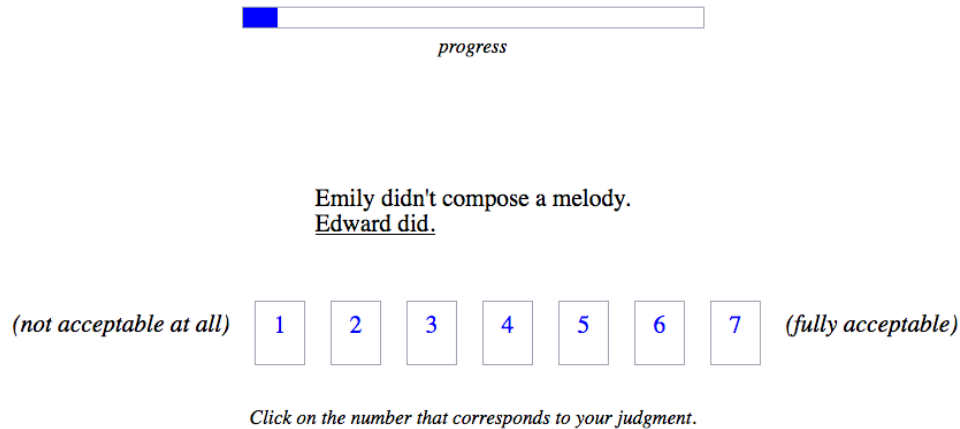 progress
Emily didn't compose a melody.
Edward did.
(not acceptable at all) 1 2 3 4 5 6 7 (fully acceptable)
Click on the number that corresponds to your judgment.